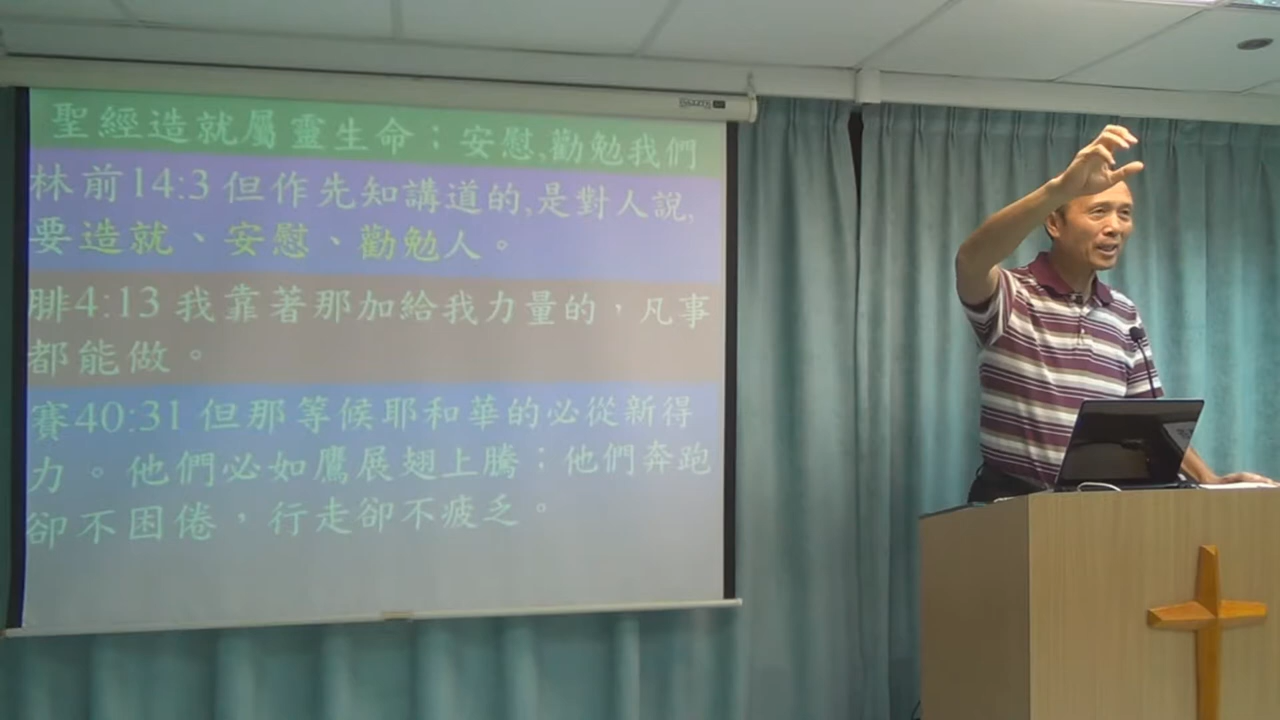 聖經造就屬靈生命；安慰,勸勉我們
林前14:3 但作先知講道的,是對人說,
要造就、安慰、勸勉人。
腓4:13 我靠著那加給我力量的，凡事
都能做。
賽40:31 但那等候耶和華的必從新得
力。他們必如鷹展翅上騰；他們奔跑
卻不困倦，行走卻不疲乏。